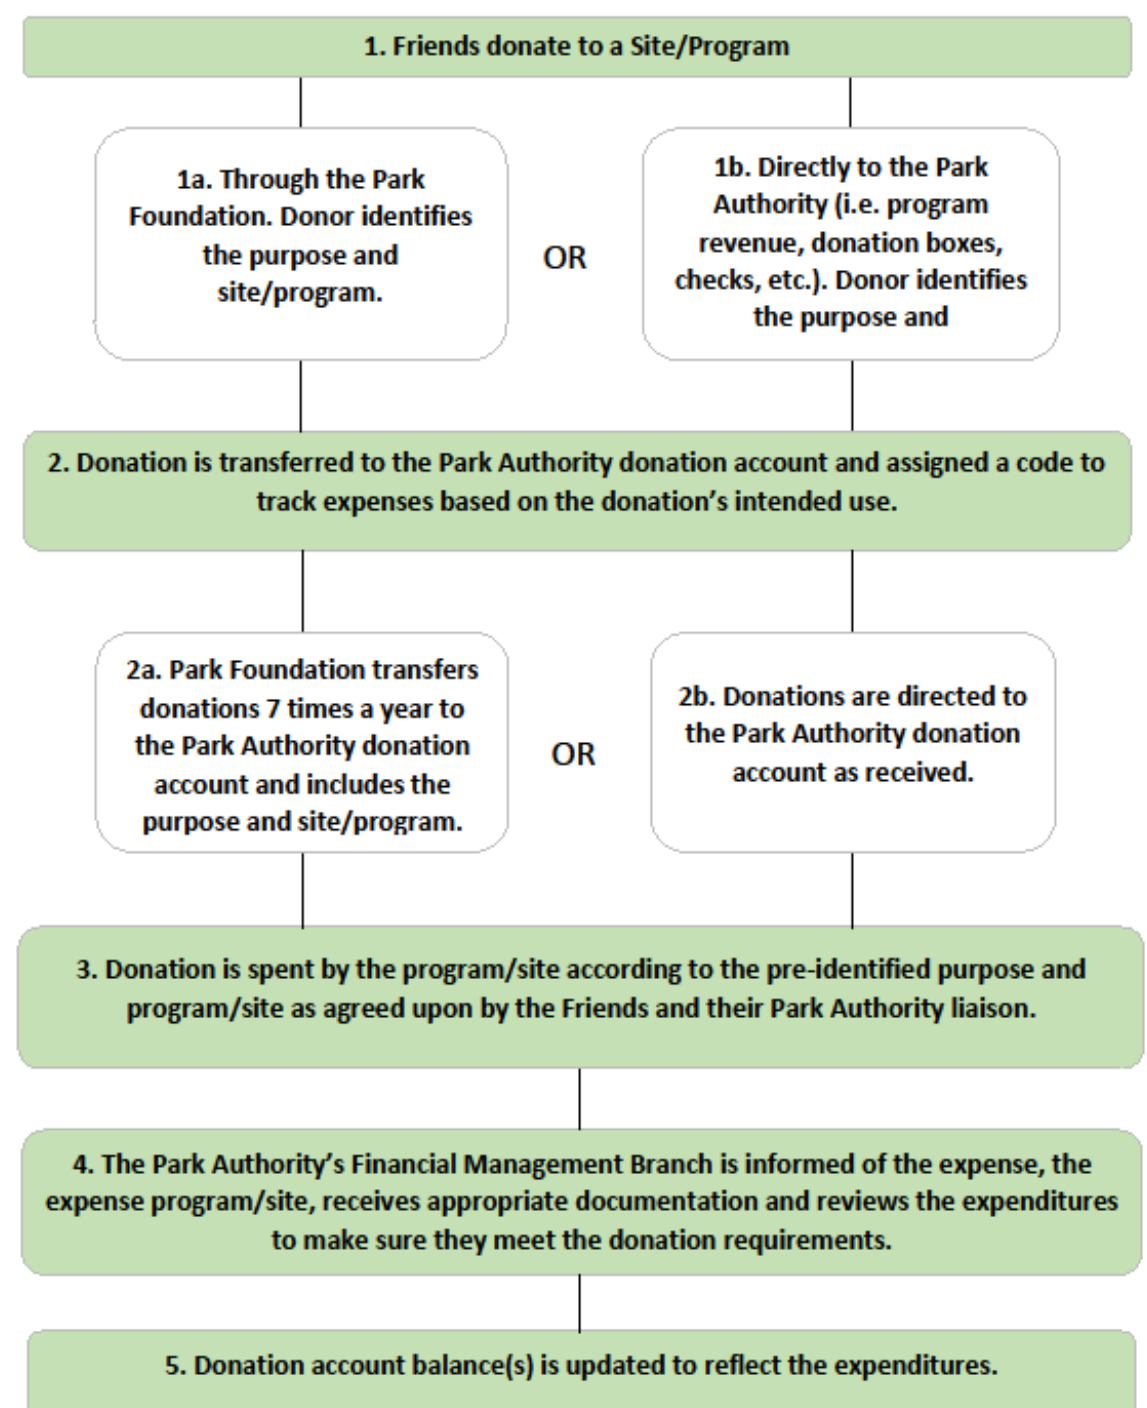 1. Friends donate to a Site/Program
1a. Through the Park
Foundation. Donor identifies
the purpose and
site/program.
OR
1b. Directly to the Park
Authority (i.e. program
revenue, donation boxes,
checks, etc.). Donor identifies
the purpose and
2. Donation is transferred to the Park Authority donation account and assigned a code to
track expenses based on the donation’s intended use.
2a. Park Foundation transfers
donations 7 times a year to
the Park Authority donation
account and includes the
purpose and site/program.
OR
2b. Donations are directed to
the Park Authority donation
account as received.
3. Donation is spent by the program/site according to the pre-identified purpose and
program/site as agreed upon by the Friends and their Park Authority liaison.
4. The Park Authority’s Financial Management Branch is informed of the expense, the
expense program/site, receives appropriate documentation and reviews the expenditures
to make sure they meet the donation requirements.
5. Donation account balance(s) is updated to reflect the expenditures.